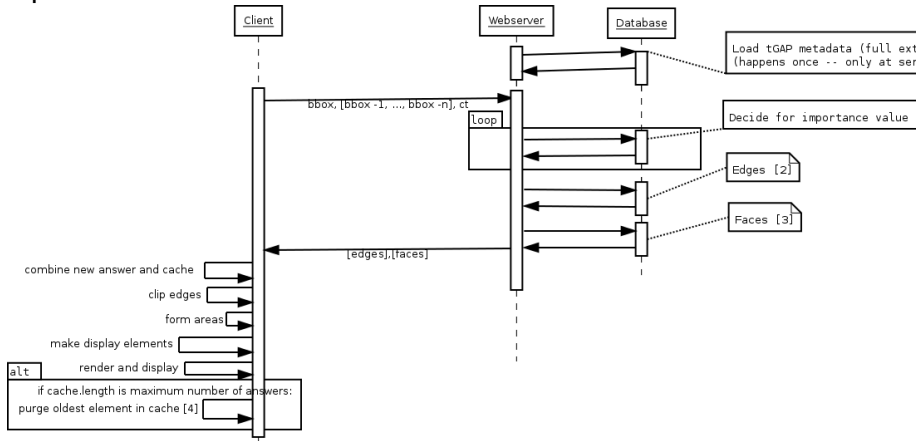 Client
Webserver
Database
Load tGAP metadata (full ext
(happens once -- only at ser
bbox, [bbox -1, ..., bbox -n], ct
loop
Decide for importance value
Edges [2]
Faces [3]
[edges],[faces]
combine new answer and cache
clip edges
form areas
make display elements
render and display
alt
if cache.length is maximum number of answers:
purge oldest element in cache [4]